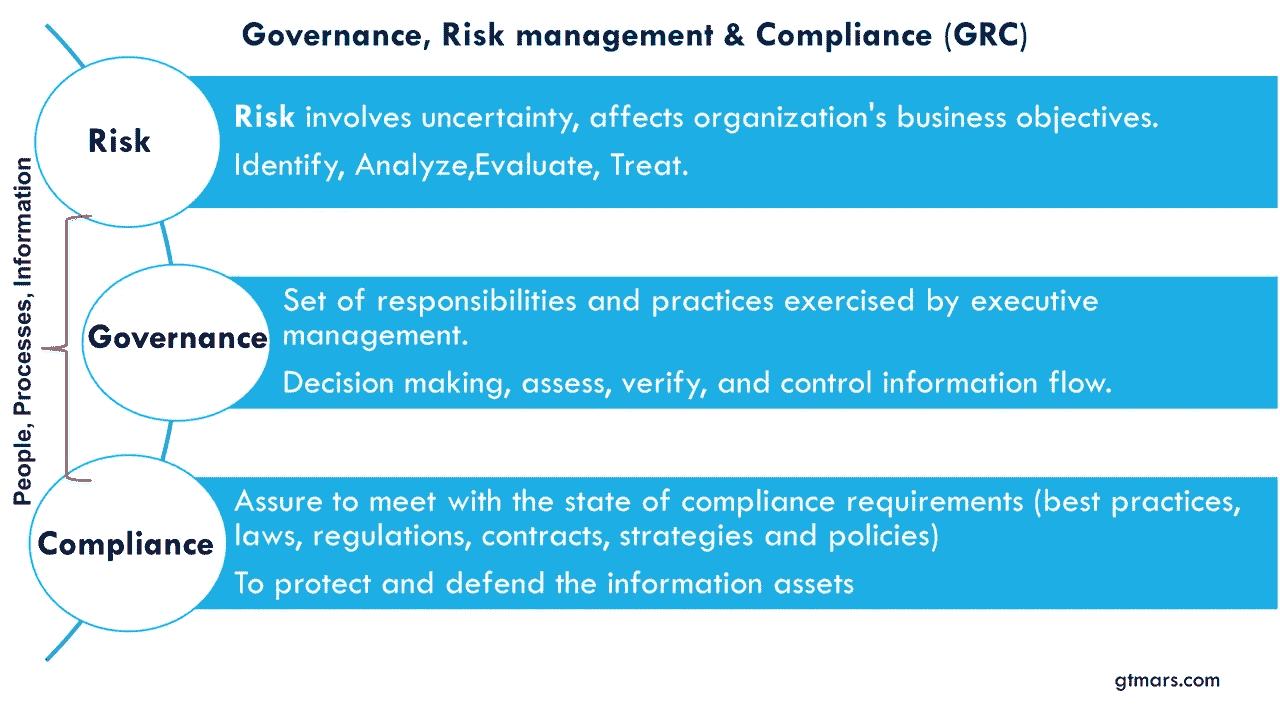 Governance, Risk management & Compliance (GRC)
Risk
Risk involves uncertainty, affects organization's business objectives.
Identify, Analyze,Evaluate, Treat.
People, Processes, Information
Governance
Set of responsibilities and practices exercised by executive
management.
Decision making, assess, verify, and control information flow.
Compliance
Assure to meet with the state of compliance requirements (best practices,
laws, regulations, contracts, strategies and policies)
To protect and defend the information assets
gtmars.com